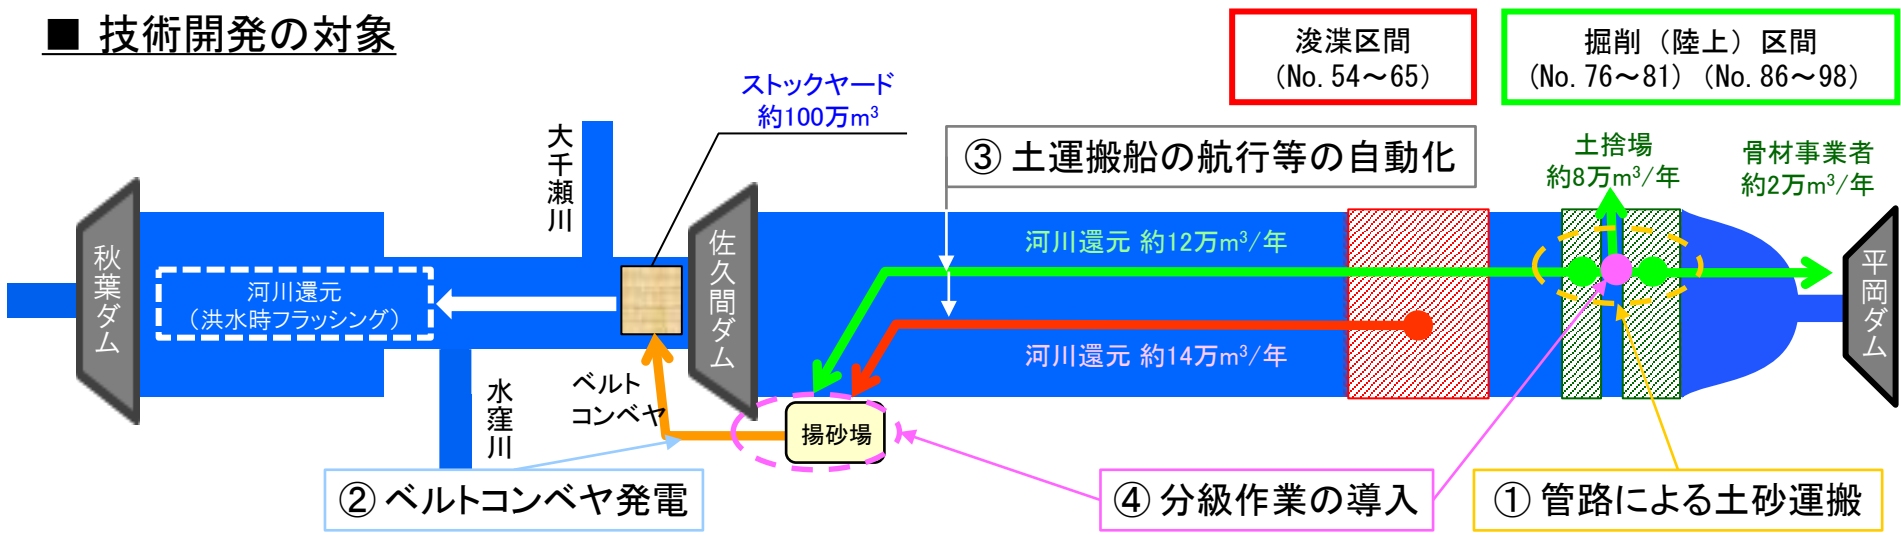 ■ 技術開発の対象
浚渫区間
(No.54～65)
掘削（陸上）区間
(No.76～81) (No.86～98)
ストックヤード
約100万m³
大千瀬川
③ 土運搬船の航行等の自動化
土捨場
約8万m³/年
骨材事業者
約2万m³/年
秋葉ダム
河川還元
（洪水時フラッシング）
佐久間ダム
河川還元 約12万m³/年
河川還元 約14万m³/年
平岡ダム
水窪川
ベルト
コンベヤ
揚砂場
② ベルトコンベヤ発電
④ 分級作業の導入
① 管路による土砂運搬